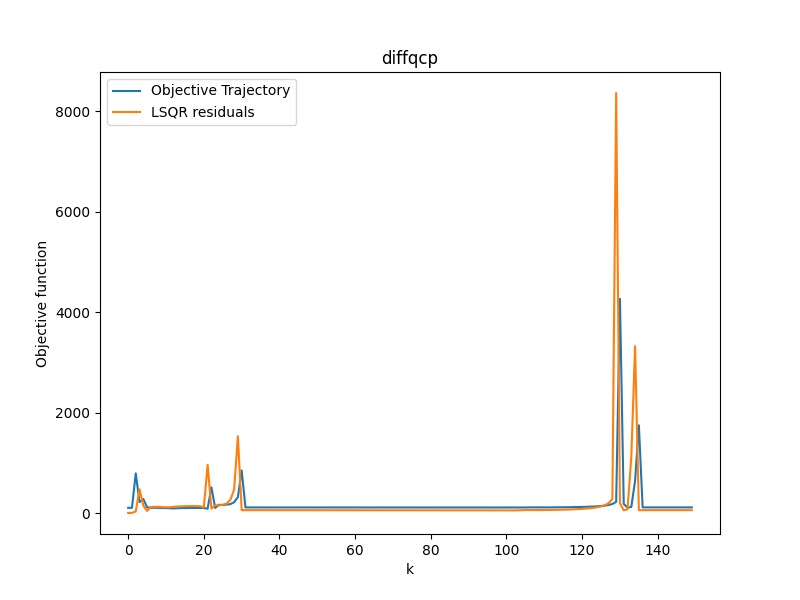 diffqcp
Objective Trajectory
LSQR residuals
Objective function
8000
6000
4000
2000
0
0 20 40 60 80 100 120 140
k